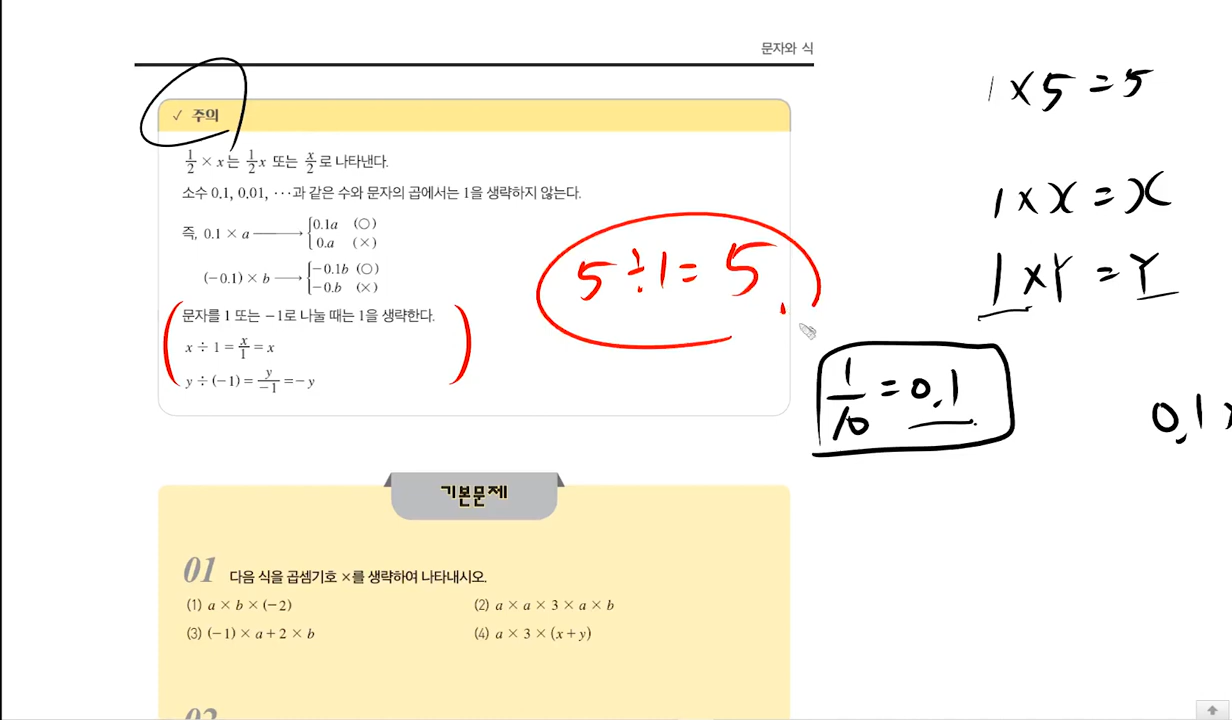 문자와 식
✓ 주의
1/2 × x는 1/2 x 또는 x/2로 나타낸다.
소수 0.1, 0.01, ⋯과 같은 수와 문자의 곱에서는 1을 생략하지 않는다.
즉, 0.1 × a → { 0.1a (○)
0.a (×)
(−0.1) × b → { −0.1b (○)
−0.b (×)
문자를 1 또는 −1로 나눌 때는 1을 생략한다.
x ÷ 1 = x/1 = x
y ÷ (−1) = y/−1 = −y
5 ÷ 1 = 5.
1 × 5 = 5
1 × x = x
1 × y = y
1/10 = 0.1
0.1 ×
기본문제
01 다음 식을 곱셈기호 ×를 생략하여 나타내시오.
(1) a × b × (−2)
(2) a × a × 3 × a × b
(3) (−1) × a + 2 × b
(4) a × 3 × (x + y)
02